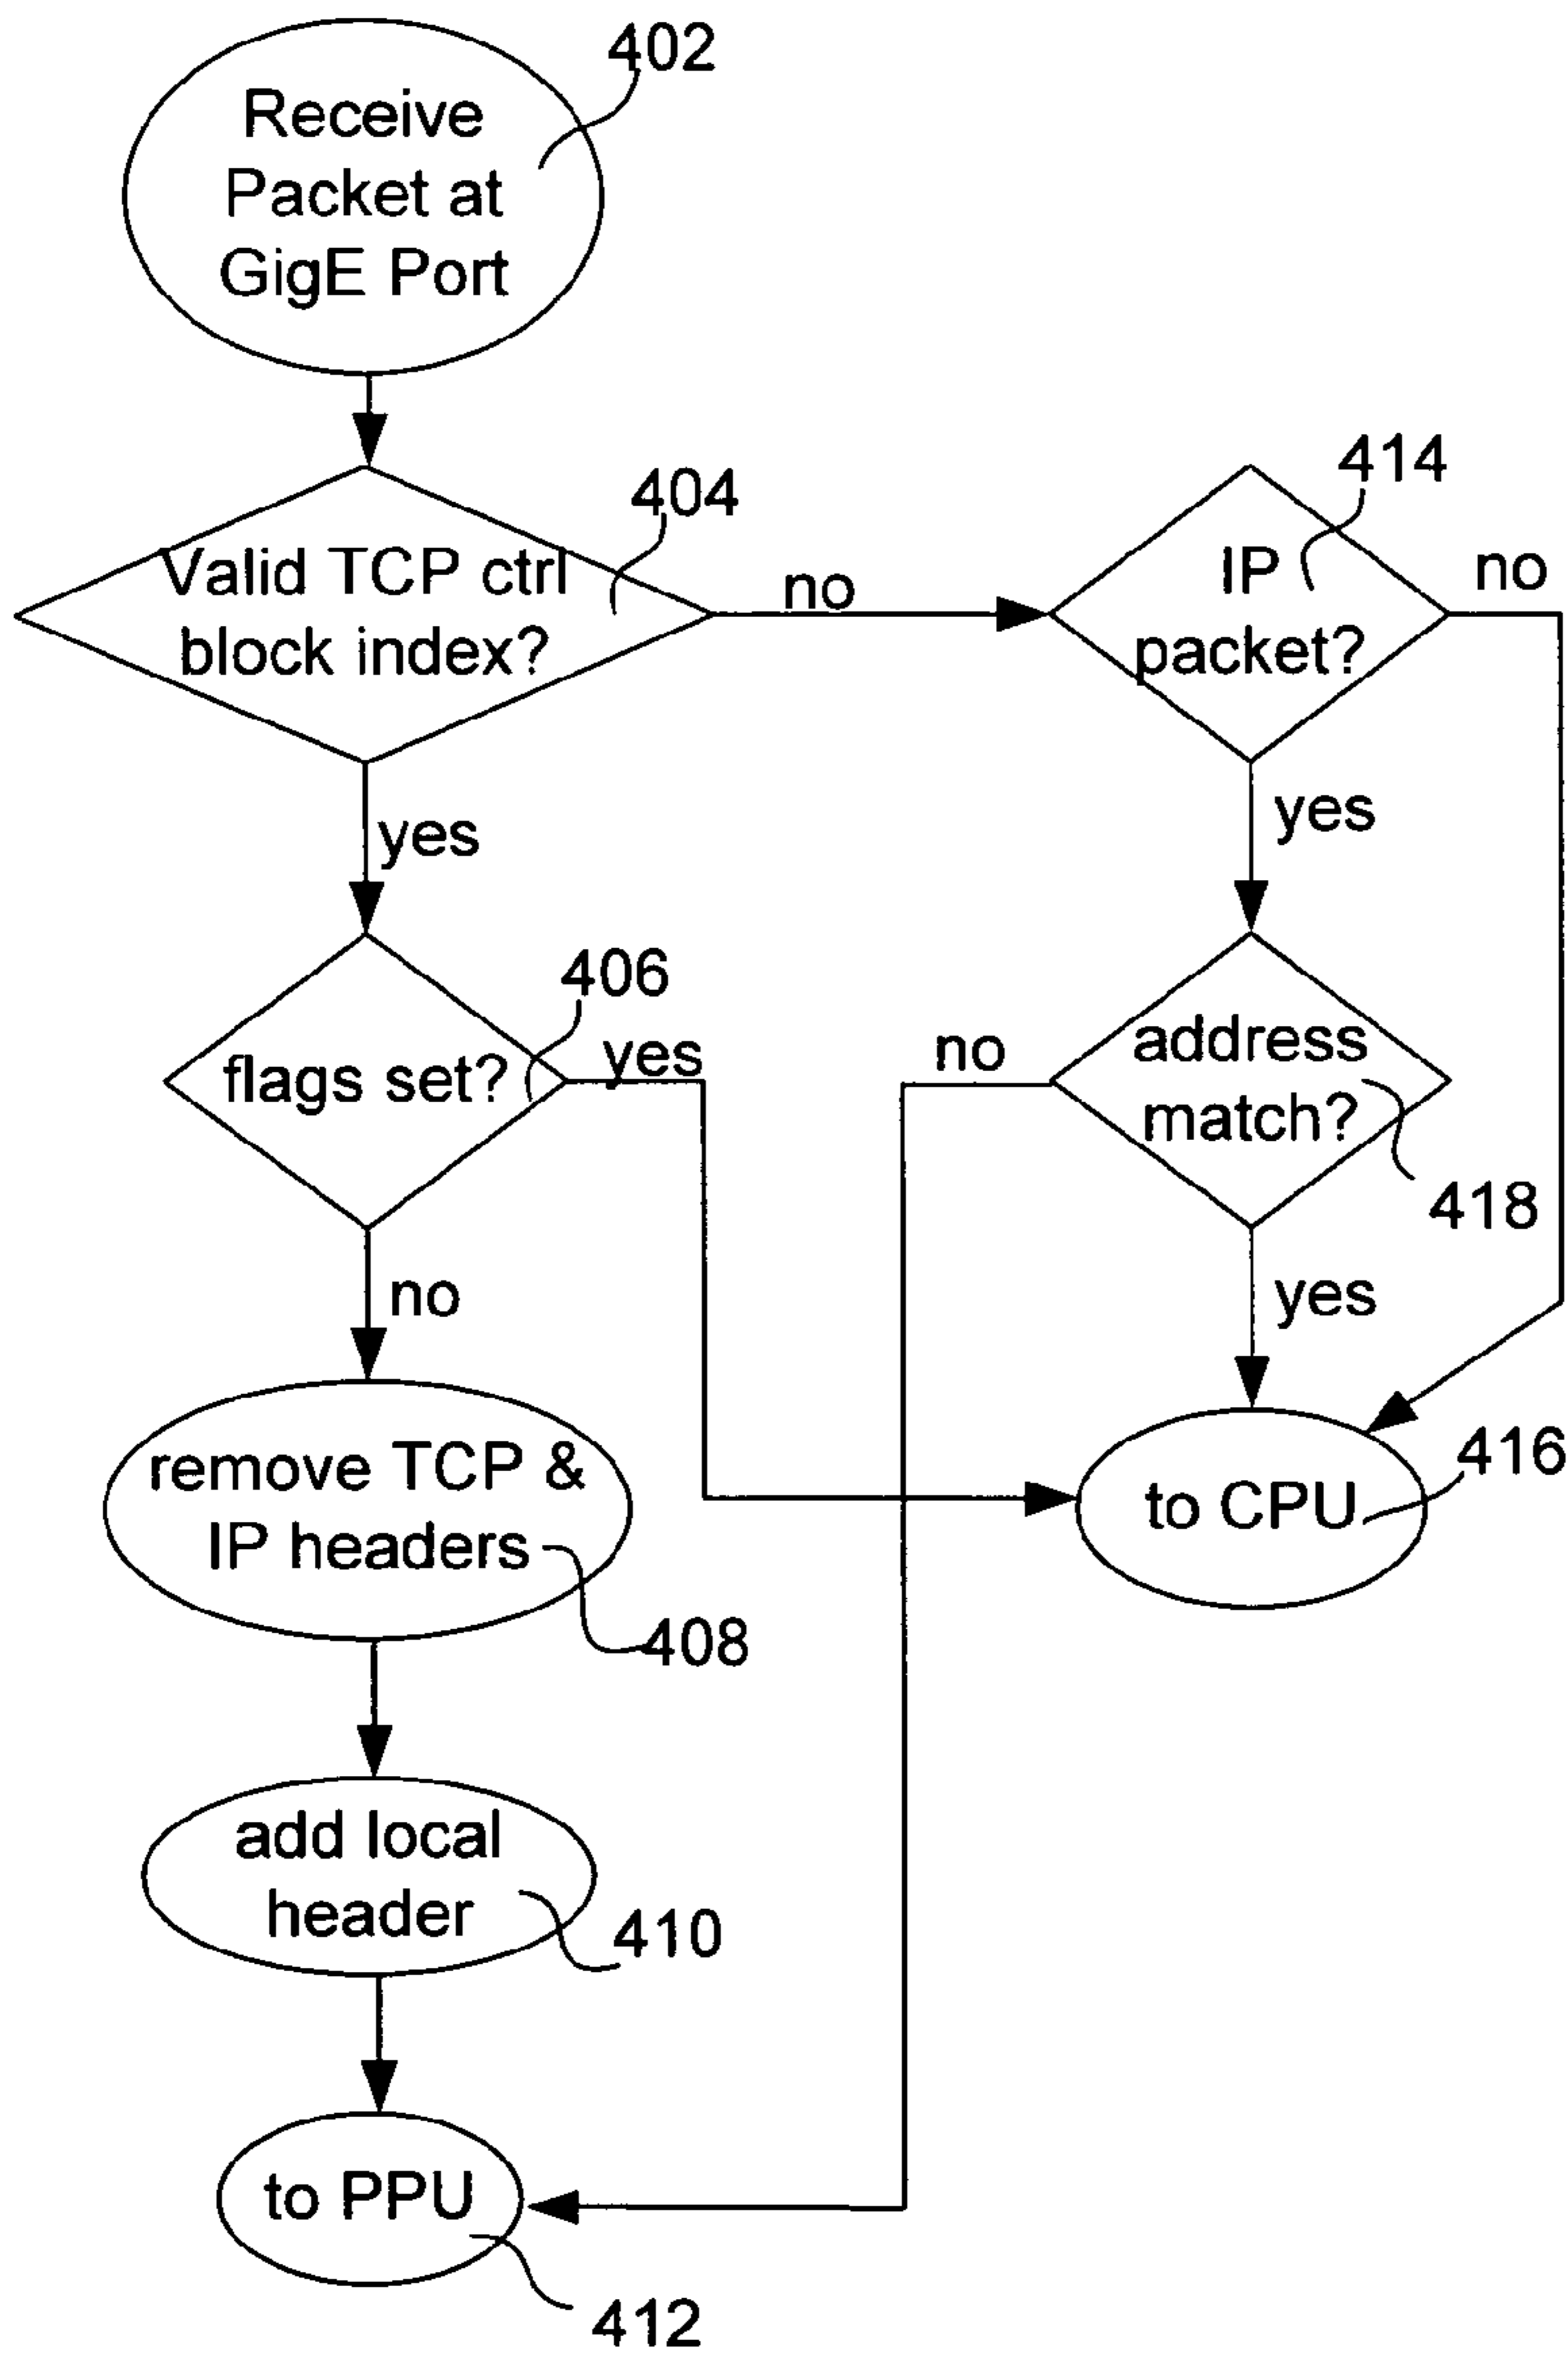 402
Receive
Packet at
GigE Port
404
Valid TCP ctrl
block index?
no
414
IP
packet?
no
yes
yes
406
flags set?
yes
no
address
match?
418
no
yes
remove TCP &
IP headers
408
to CPU
416
add local
header
410
to PPU
412